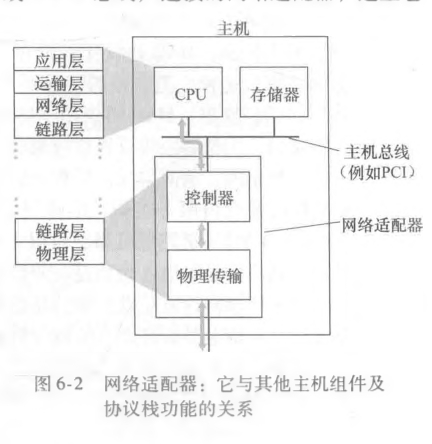 主机
应用层
运输层
网络层
链路层
CPU
存储器
主机总线
（例如PCI）
控制器
网络适配器
链路层
物理层
物理传输
图 6-2 网络适配器：它与其他主机组件及
协议栈功能的关系